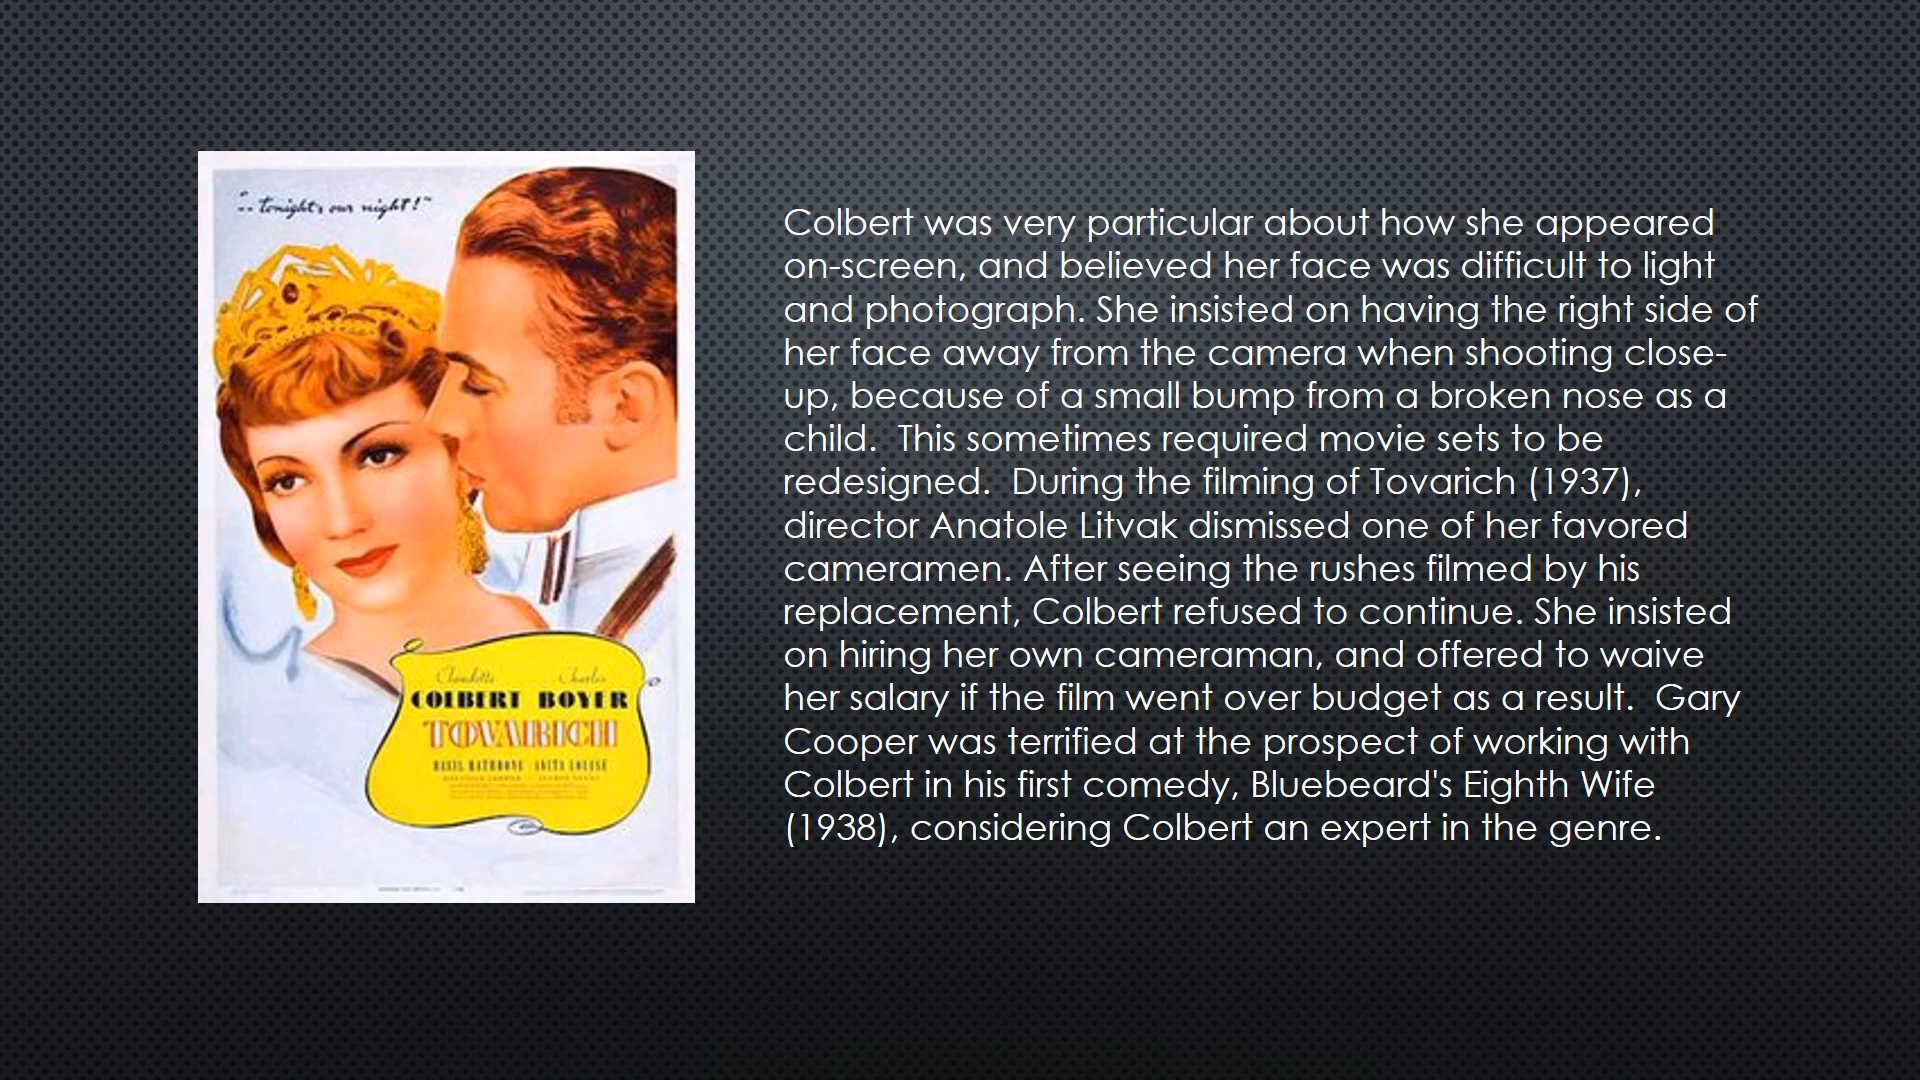 "-- tonight's our night!"
Claudette Charles
COLBERT BOYER
TOVARICH
BASIL RATHBONE ANITA LOUISE
Colbert was very particular about how she appeared
on-screen, and believed her face was difficult to light
and photograph. She insisted on having the right side of
her face away from the camera when shooting close-
up, because of a small bump from a broken nose as a
child.  This sometimes required movie sets to be
redesigned.  During the filming of Tovarich (1937),
director Anatole Litvak dismissed one of her favored
cameramen. After seeing the rushes filmed by his
replacement, Colbert refused to continue. She insisted
on hiring her own cameraman, and offered to waive
her salary if the film went over budget as a result.  Gary
Cooper was terrified at the prospect of working with
Colbert in his first comedy, Bluebeard's Eighth Wife
(1938), considering Colbert an expert in the genre.